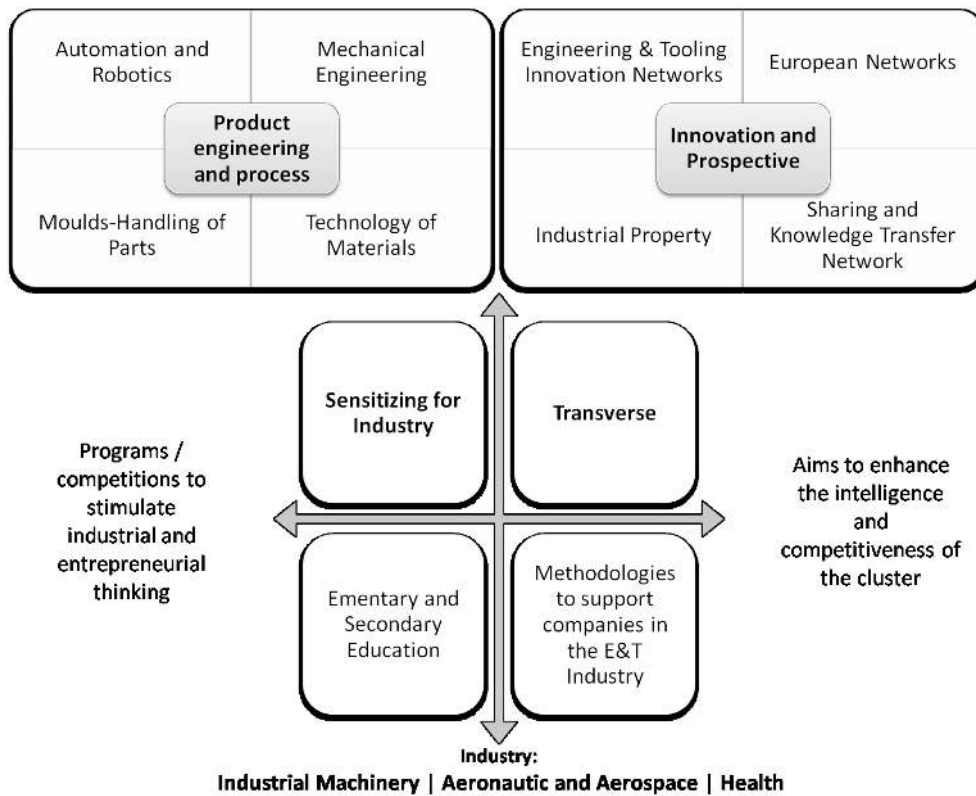 Automation and
Robotics
Mechanical
Engineering
Product
engineering
and process
Moulds-Handling of
Parts
Technology of
Materials
Engineering & Tooling
Innovation Networks
European Networks
Innovation and
Prospective
Industrial Property
Sharing and
Knowledge Transfer
Network
Sensitizing for
Industry
Transverse
Programs /
competitions to
stimulate
industrial and
entrepreneurial
thinking
Aims to enhance
the intelligence
and
competitiveness of
the cluster
Ementary and
Secondary
Education
Methodologies
to support
companies in
the E&T
Industry
Industry:
Industrial Machinery | Aeronautic and Aerospace | Health